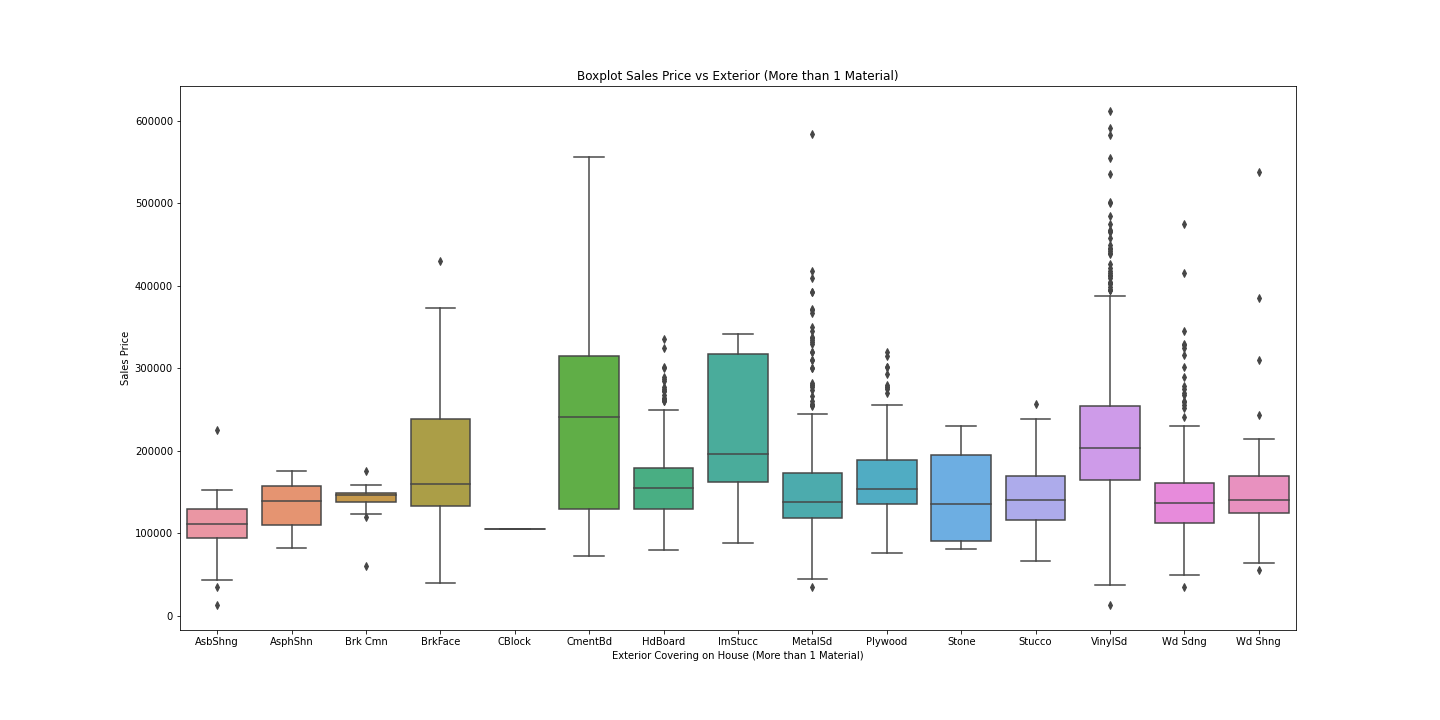 Boxplot Sales Price vs Exterior (More than 1 Material)
600000
500000
400000
300000
200000
100000
0
Sales Price
AsbShng AsphShn Brk Cmn BrkFace CBlock CmentBd HdBoard ImStucc MetalSd Plywood Stone Stucco VinylSd Wd Sdng Wd Shng
Exterior Covering on House (More than 1 Material)